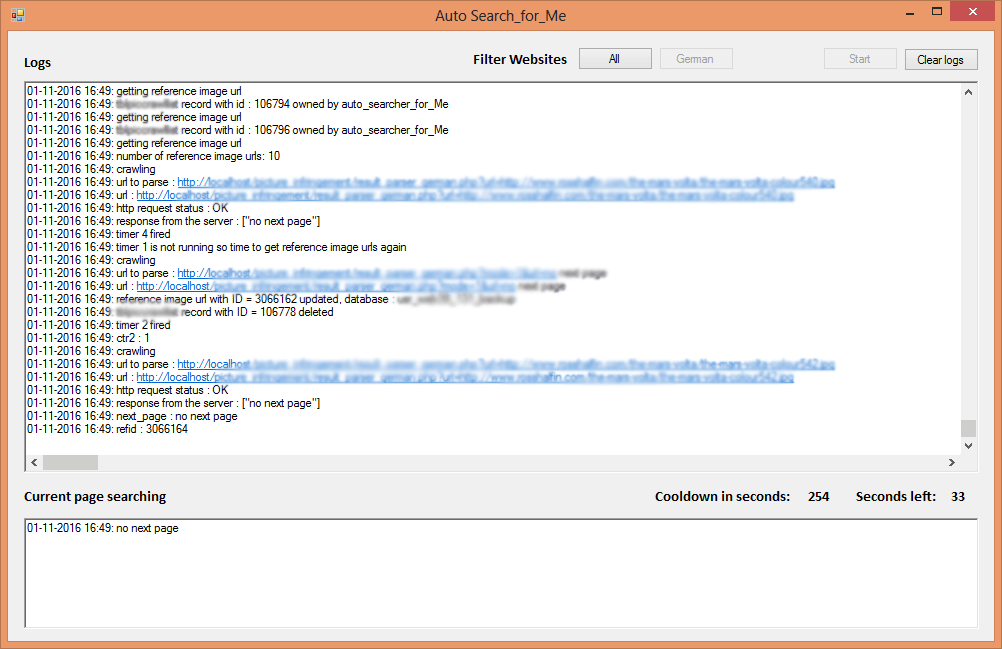 Auto Search_for_Me
Logs
Filter Websites
All
German
Start
Clear logs
01-11-2016 16:49: getting reference image url
01-11-2016 16:49: record with id : 106794 owned by auto_searcher_for_Me
01-11-2016 16:49: getting reference image url
01-11-2016 16:49: record with id : 106796 owned by auto_searcher_for_Me
01-11-2016 16:49: getting reference image url
01-11-2016 16:49: number of reference image urls: 10
01-11-2016 16:49: crawling
01-11-2016 16:49: url to parse : http://localhost/
01-11-2016 16:49: url : http://localhost/
01-11-2016 16:49: http request status : OK
01-11-2016 16:49: response from the server : ["no next page"]
01-11-2016 16:49: timer 4 fired
01-11-2016 16:49: timer 1 is not running so time to get reference image urls again
01-11-2016 16:49: crawling
01-11-2016 16:49: url to parse : http://localhost/ next page
01-11-2016 16:49: url : http://localhost/ next page
01-11-2016 16:49: reference image url with ID = 3066162 updated, database :
01-11-2016 16:49: record with ID = 106778 deleted
01-11-2016 16:49: timer 2 fired
01-11-2016 16:49: ctr2 : 1
01-11-2016 16:49: crawling
01-11-2016 16:49: url to parse : http://localhost/
01-11-2016 16:49: url : http://localhost/
01-11-2016 16:49: http request status : OK
01-11-2016 16:49: response from the server : ["no next page"]
01-11-2016 16:49: next_page : no next page
01-11-2016 16:49: refid : 3066164
Current page searching
Cooldown in seconds: 254
Seconds left: 33
01-11-2016 16:49: no next page